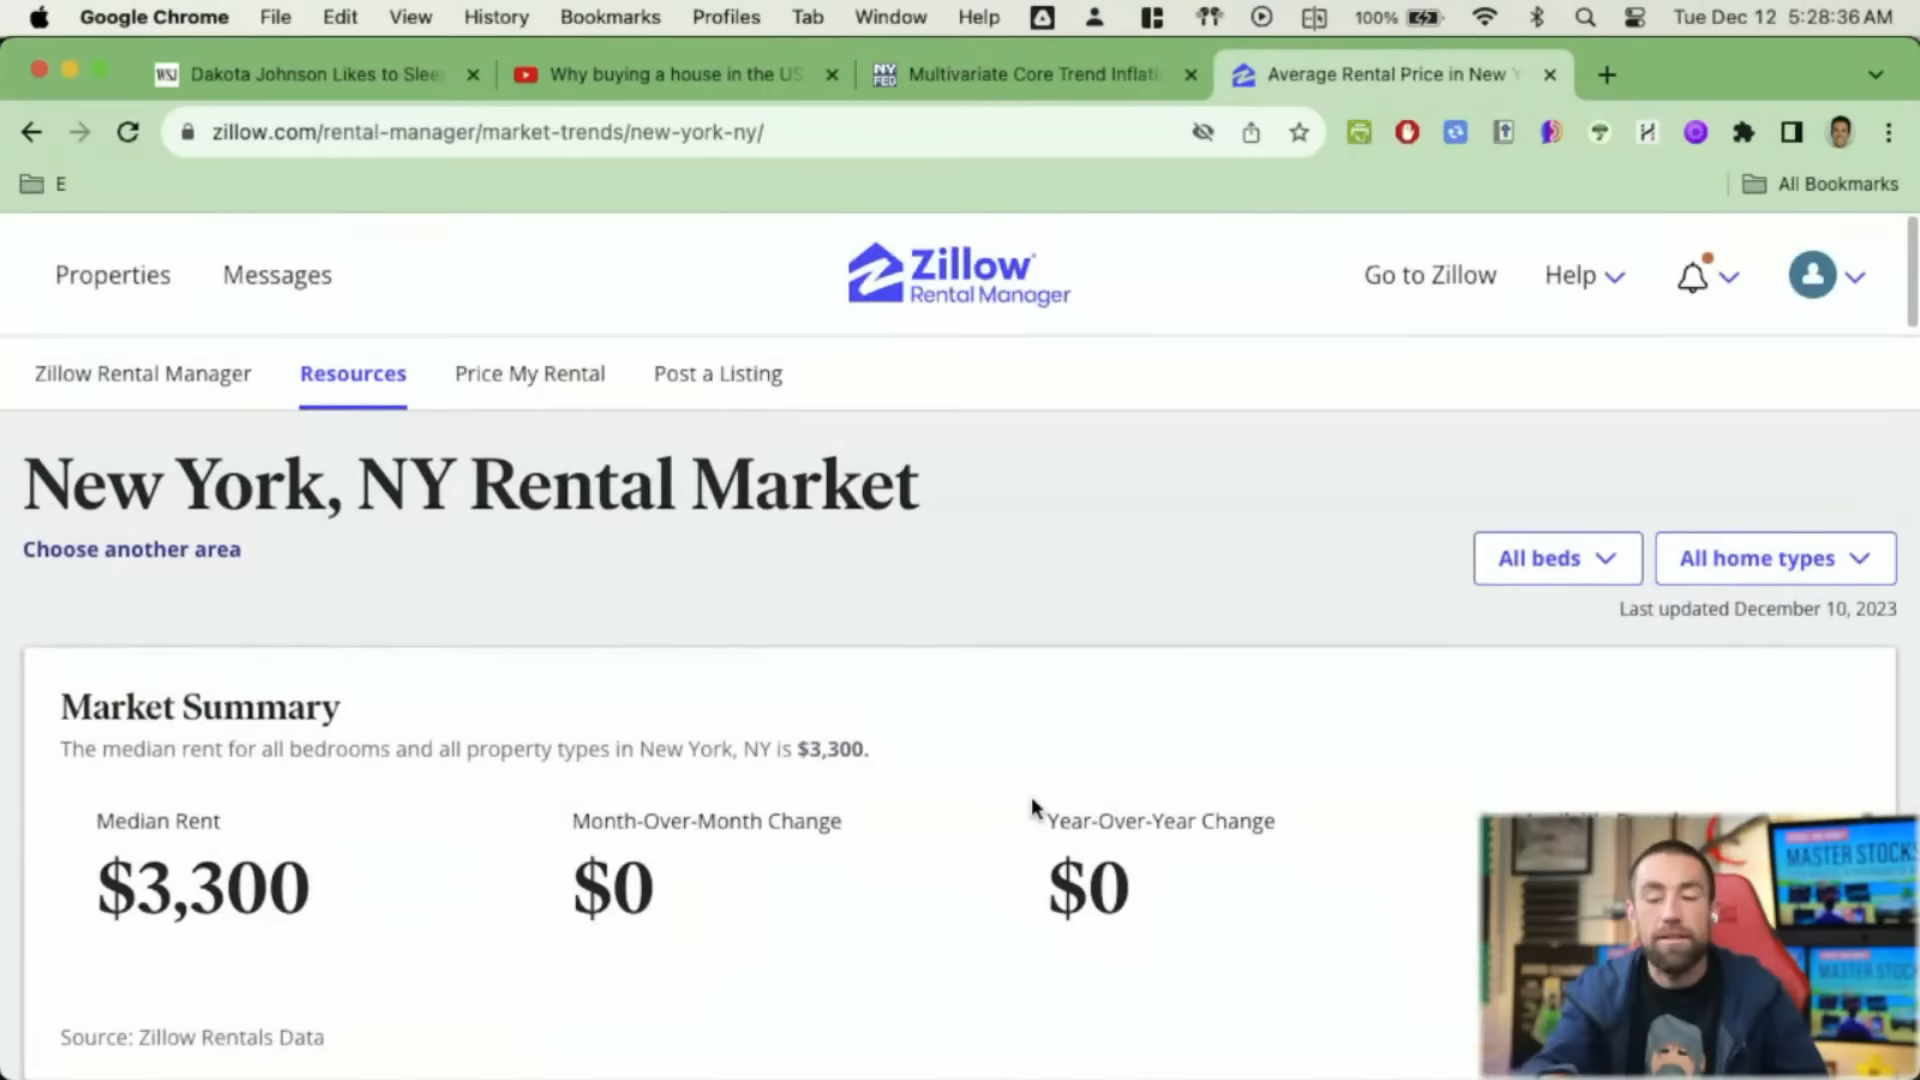 Google Chrome File Edit View History Bookmarks Profiles Tab Window Help 100% Tue Dec 12 5:28:36 AM
WSJ Dakota Johnson Likes to Slee Why buying a house in the US NY FED Multivariate Core Trend Inflati Average Rental Price in New Y
zillow.com/rental-manager/market-trends/new-york-ny/
E All Bookmarks
Properties Messages Zillow Rental Manager Go to Zillow Help
Zillow Rental Manager Resources Price My Rental Post a Listing
New York, NY Rental Market
Choose another area
All beds All home types
Last updated December 10, 2023
Market Summary
The median rent for all bedrooms and all property types in New York, NY is $3,300.
Median Rent Month-Over-Month Change Year-Over-Year Change
$3,300 $0 $0
MASTER STOCKS
MASTER STOC
Source: Zillow Rentals Data